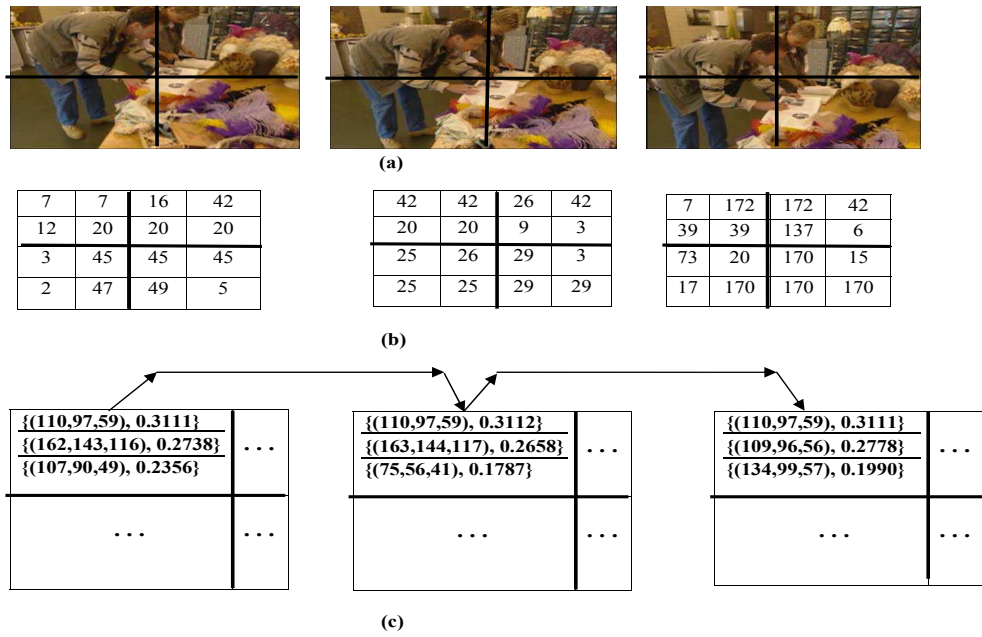 (a)
7 7 16 42 42 42 26 42 7 172 172 42
12 20 20 20 20 20 9 3 39 39 137 6
3 45 45 45 25 26 29 3 73 20 170 15
2 47 49 5 25 25 29 29 17 170 170 170
(b)
{(110,97,59), 0.3111} {(110,97,59), 0.3112} {(110,97,59), 0.3111}
{(162,143,116), 0.2738} ... {(163,144,117), 0.2658} ... {(109,96,56), 0.2778} ...
{(107,90,49), 0.2356} {(75,56,41), 0.1787} {(134,99,57), 0.1990}
... ... ... ... ... ...
(c)